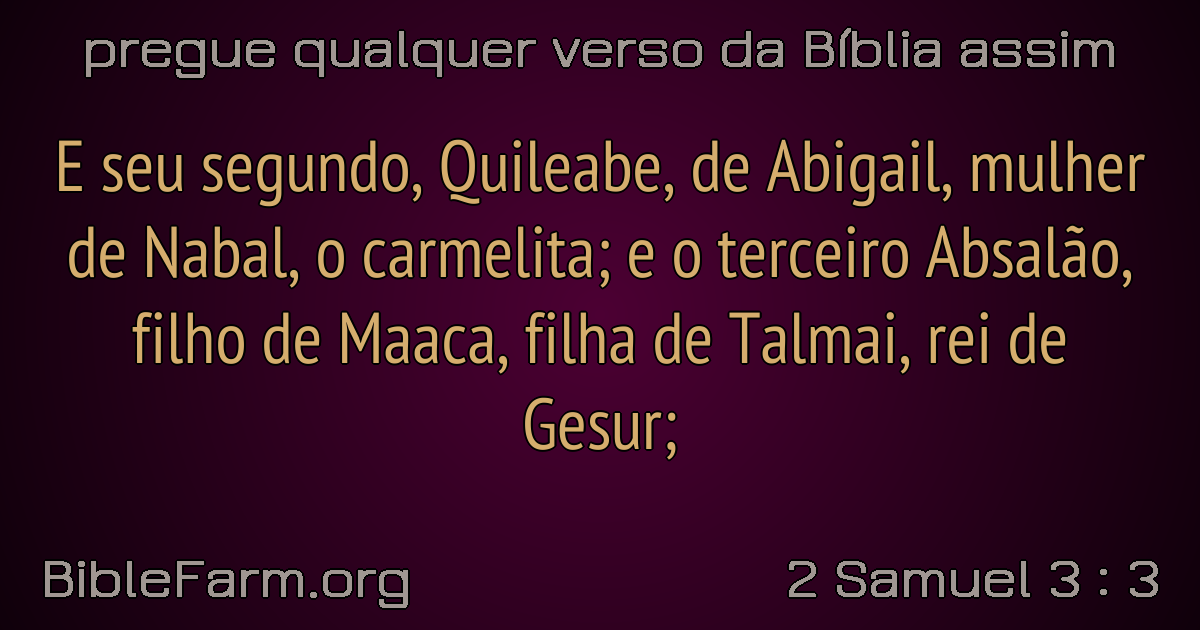 pregue qualquer verso da Bíblia assim
E seu segundo, Quileabe, de Abigail, mulher
de Nabal, o carmelita; e o terceiro Absalão,
filho de Maaca, filha de Talmai, rei de
Gesur;
BibleFarm.org
2 Samuel 3 : 3